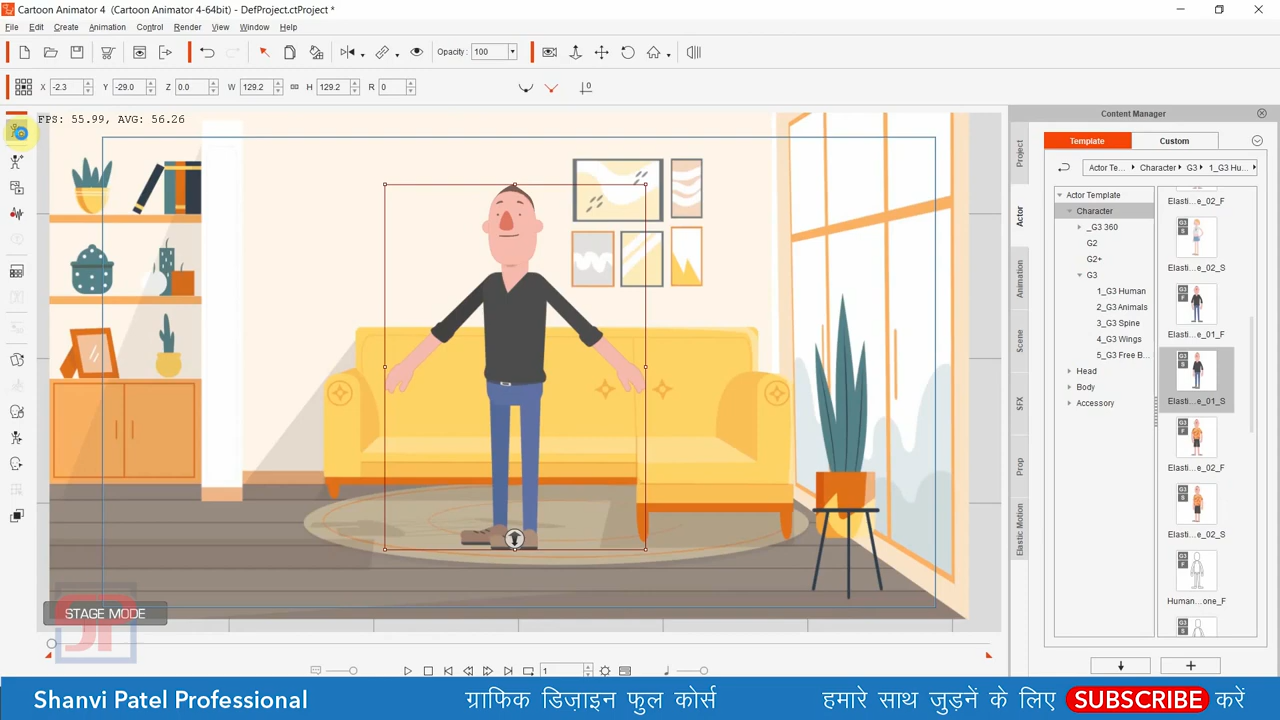 Cartoon Animator 4 (Cartoon Animator 4-64bit) - DefProject.ctProject *
File Edit Create Animation Control Render View Window Help
Opacity : 100
X -2.3 Y -29.0 Z 0.0 W 129.2 H 129.2 R 0
FPS: 55.99, AVG: 56.26
Content Manager
Template Custom
Actor Te... Character G3 1_G3 Hu...
Project
Actor
Animation
Scene
SFX
Prop
Elastic Motion
Actor Template
Character
_G3 360
G2
G2+
G3
1_G3 Human
2_G3 Animals
3_G3 Spine
4_G3 Wings
5_G3 Free B...
Head
Body
Accessory
Elasti...e_02_F
Elasti...e_02_S
Elasti...e_01_F
Elasti...e_01_S
Elasti...e_02_F
Elasti...e_02_S
Human...one_F
STAGE MODE
1
Shanvi Patel Professional
ग्राफिक डिज़ाइन फुल कोर्स
हमारे साथ जुड़नें के लिए SUBSCRIBE करें